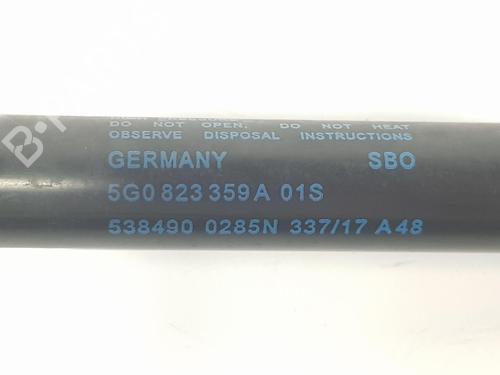 DO NOT OPEN, DO NOT HEAT
OBSERVE DISPOSAL INSTRUCTIONS
GERMANY SBO
5G0 823 359 A 01S
538490 0285N 337/17 A48
B-PARTS